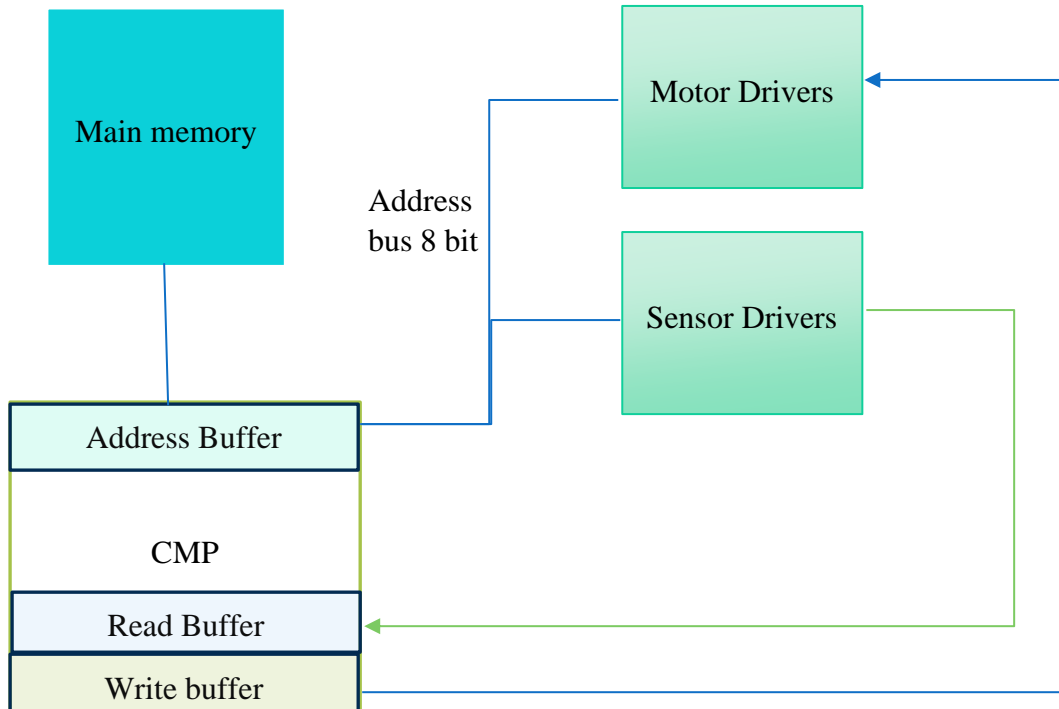 Main memory
Motor Drivers
Address
bus 8 bit
Sensor Drivers
Address Buffer
CMP
Read Buffer
Write buffer